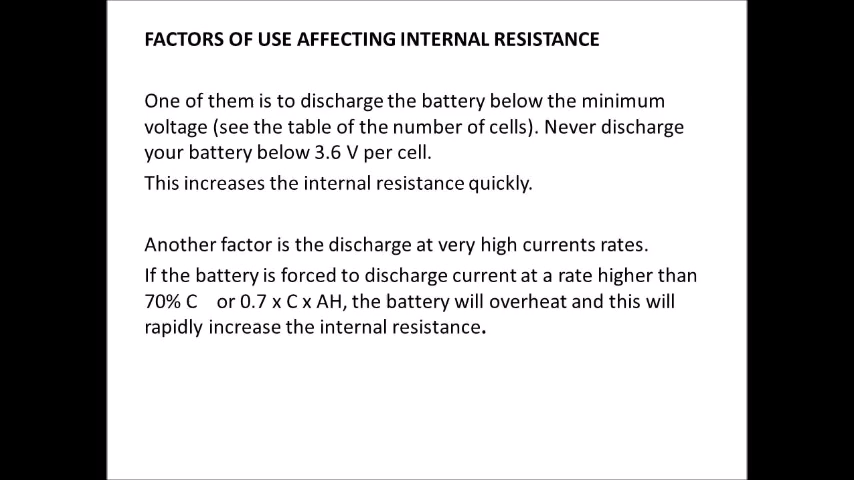 FACTORS OF USE AFFECTING INTERNAL RESISTANCE
One of them is to discharge the battery below the minimum
voltage (see the table of the number of cells). Never discharge
your battery below 3.6 V per cell.
This increases the internal resistance quickly.
Another factor is the discharge at very high currents rates.
If the battery is forced to discharge current at a rate higher than
70% C    or 0.7 x C x AH, the battery will overheat and this will
rapidly increase the internal resistance.